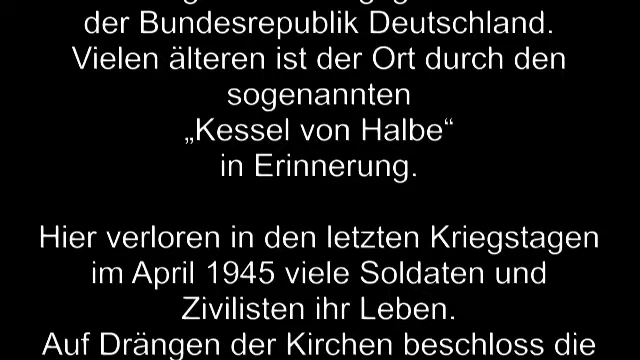 der Bundesrepublik Deutschland.
Vielen älteren ist der Ort durch den
sogenannten
„Kessel von Halbe“
in Erinnerung.
Hier verloren in den letzten Kriegstagen
im April 1945 viele Soldaten und
Zivilisten ihr Leben.
Auf Drängen der Kirchen beschloss die